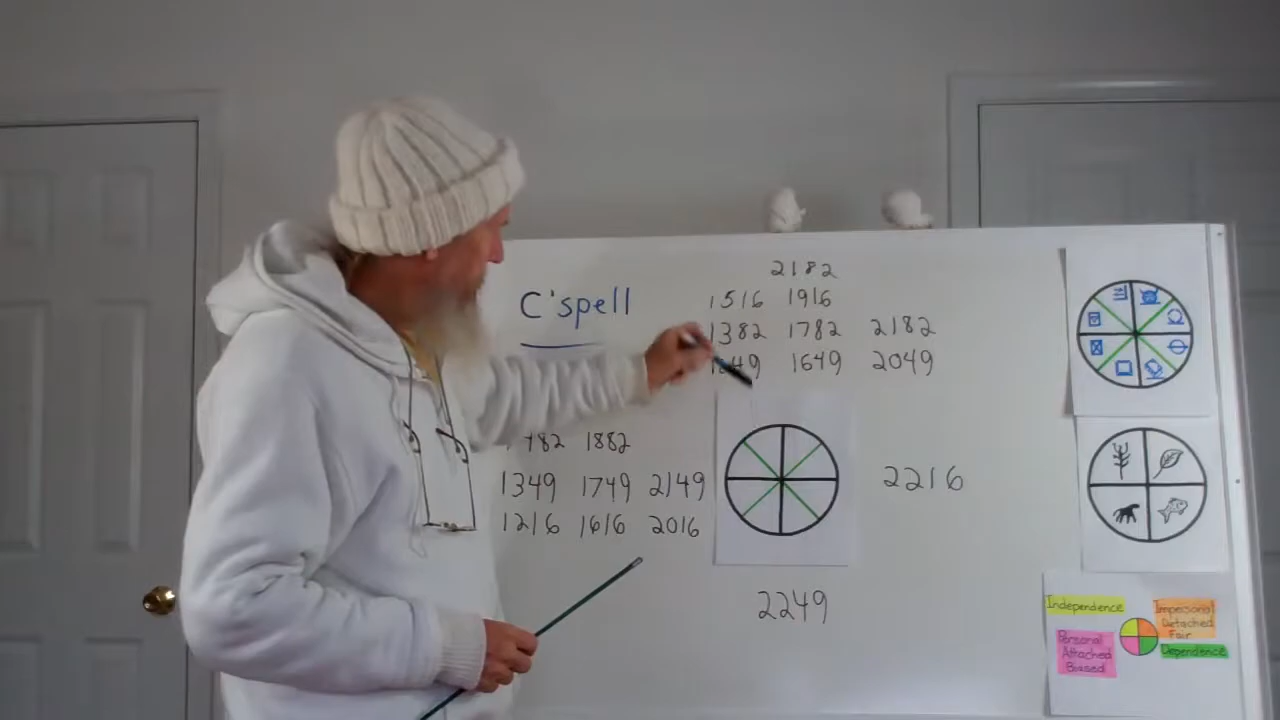 C'spell
2182
1516 1916
1382 1782 2182
1649 2049
1882
1349 1749 2149
1216 1616 2016
2216
2249
Independence
Impersonal
Detached
Fair
Personal
Attached
Biased
Dependence